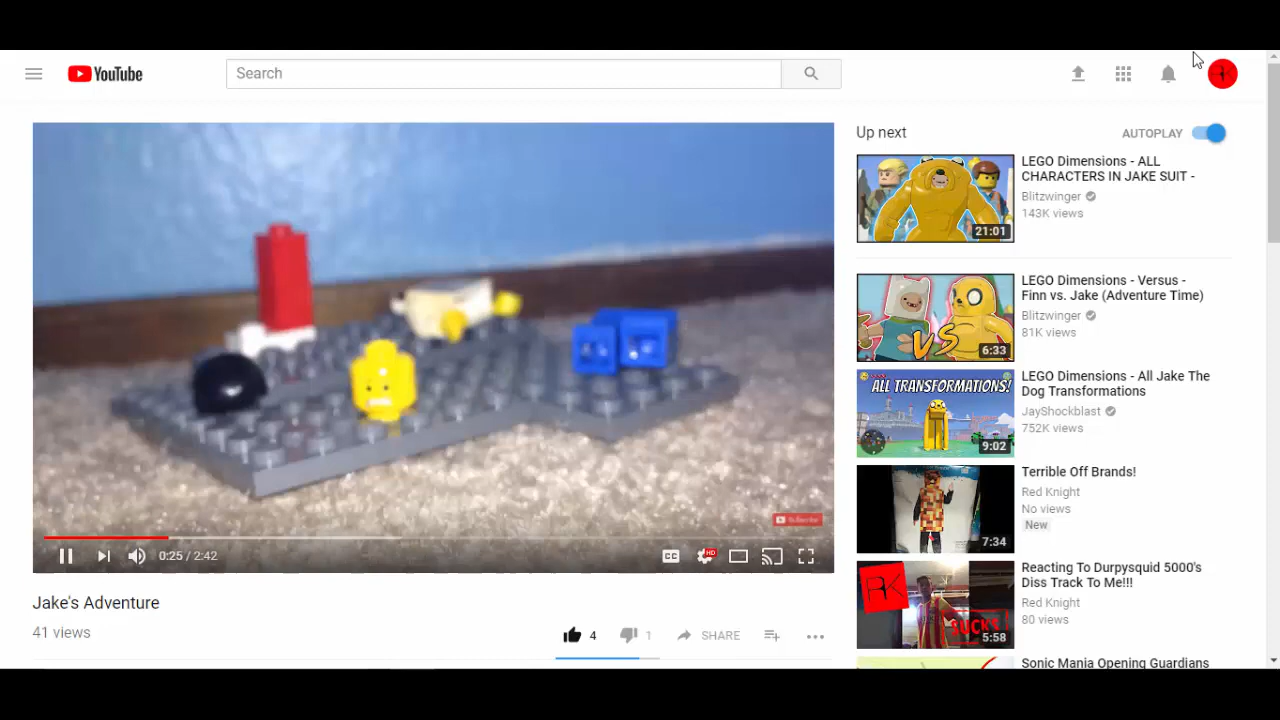 YouTube
Search
RK
Up next
AUTOPLAY
LEGO Dimensions - ALL
CHARACTERS IN JAKE SUIT -
Blitzwinger
143K views
21:01
LEGO Dimensions - Versus -
Finn vs. Jake (Adventure Time)
Blitzwinger
81K views
VS
6:33
ALL TRANSFORMATIONS!
LEGO Dimensions - All Jake The
Dog Transformations
JayShockblast
752K views
9:02
Terrible Off Brands!
Red Knight
No views
New
7:34
Reacting To Durpysquid 5000's
Diss Track To Me!!!
Red Knight
80 views
RK
SUCKS
5:58
Sonic Mania Opening Guardians
Subscribe
0:25 / 2:42
CC
HD
Jake's Adventure
41 views
4
1
SHARE